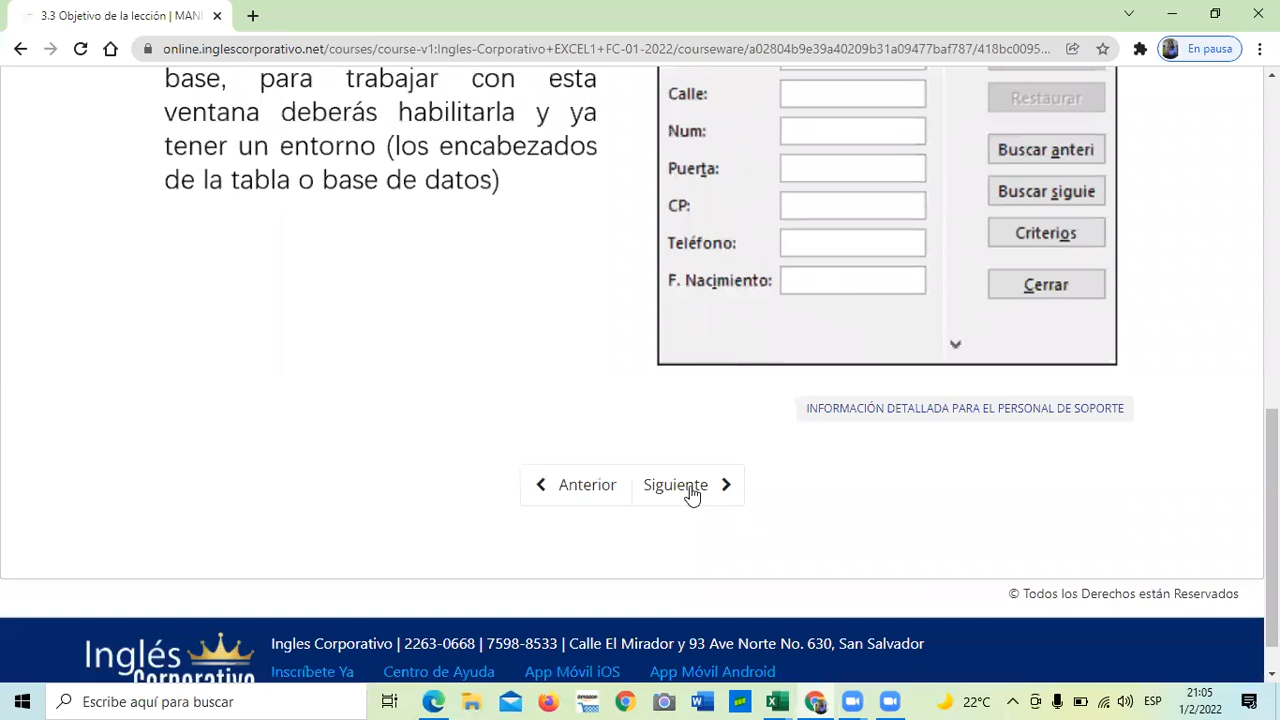 3.3 Objetivo de la lección | MANI
online.inglescorporativo.net/courses/course-v1:Ingles-Corporativo+EXCEL1+FC-01-2022/courseware/a02804b9e39a40209b31a09477baf787/418bc0095...
En pausa
base, para trabajar con esta
ventana deberás habilitarla y ya
tener un entorno (los encabezados
de la tabla o base de datos)
Calle:
Num:
Puerta:
CP:
Teléfono:
F. Nacimiento:
Restaurar
Buscar anteri
Buscar siguie
Criterios
Cerrar
INFORMACIÓN DETALLADA PARA EL PERSONAL DE SOPORTE
Anterior Siguiente
© Todos los Derechos están Reservados
Inglés
Corporativo
Ingles Corporativo | 2263-0668 | 7598-8533 | Calle El Mirador y 93 Ave Norte No. 630, San Salvador
Inscríbete Ya Centro de Ayuda App Móvil iOS App Móvil Android
Escribe aquí para buscar
amazon
22°C
ESP
21:05
1/2/2022